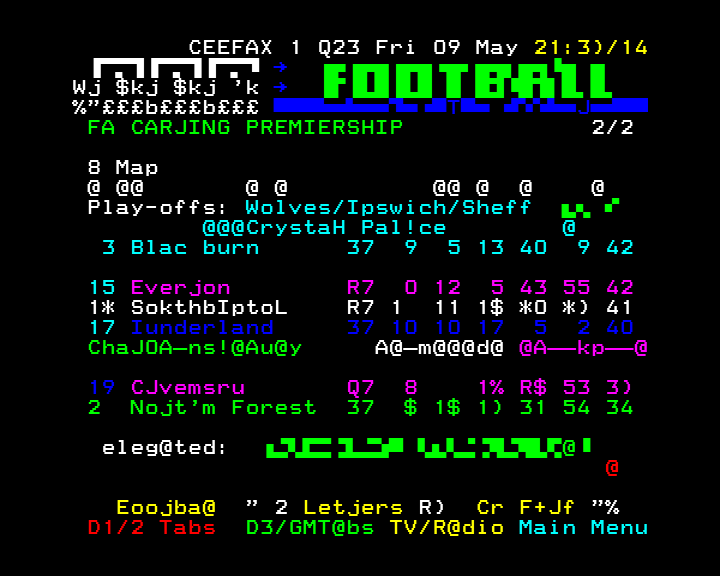 CEEFAX 1 Q23 Fri 09 May 21:3)/14
FOOTBALL
Wj $kj $kj 'k
%"£££b£££b£££
T J
FA CARJING PREMIERSHIP 2/2
8 Map
@ @@ @ @ @@ @ @ @
Play-offs: Wolves/Ipswich/Sheff
@@@CrystaH Pal!ce @
3 Blac burn 37 9 5 13 40 9 42
15 Everjon R7 0 12 5 43 55 42
1* SokthbIptoL R7 1 11 1$ *O *) 41
17 Iunderland 37 10 10 17 5 2 40
ChaJOA—ns!@Au@y A@—m@@@d@ @A——kp——@
19 CJvemsru Q7 8 1% R$ 53 3)
2 Nojt'm Forest 37 $ 1$ 1) 31 54 34
eleg@ted: @
@
Eoojba@ " 2 Letjers R) Cr F+Jf "%
D1/2 Tabs D3/GMT@bs TV/R@dio Main Menu